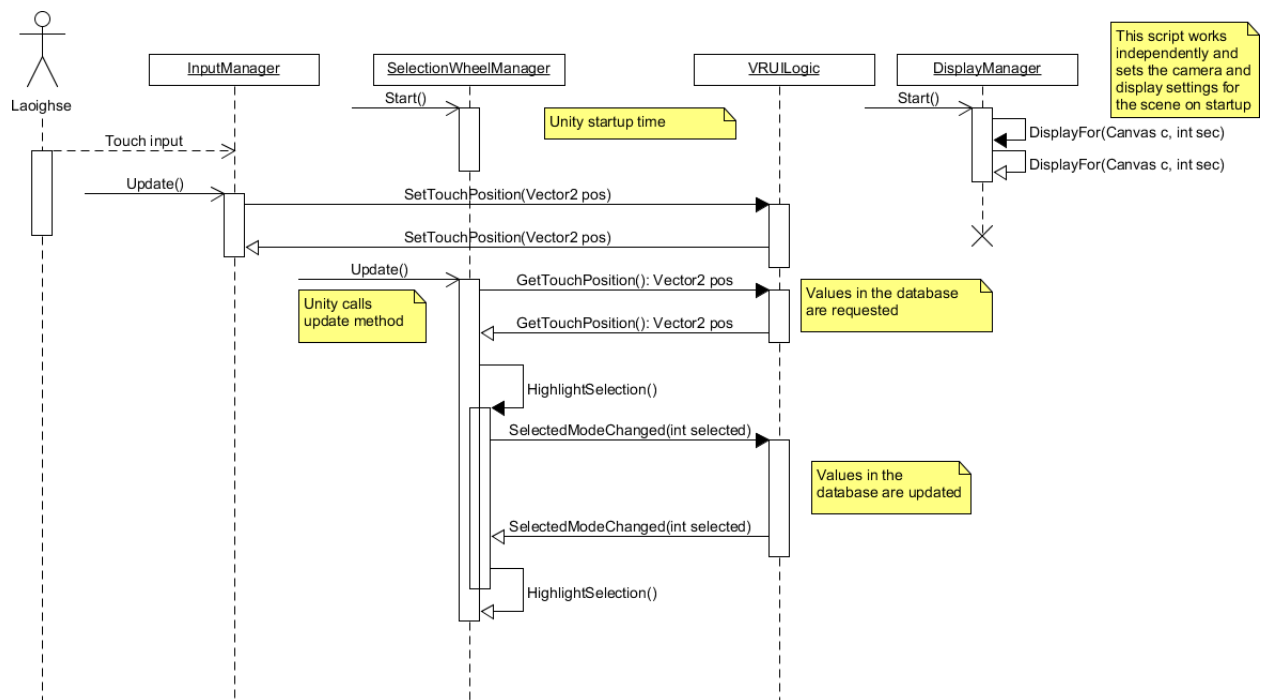 This script works
independently and
sets the camera and
display settings for
the scene on startup
InputManager
SelectionWheelManager
VRUILogic
DisplayManager
Laoighse
Start()
Unity startup time
Start()
DisplayFor(Canvas c, int sec)
Touch input
DisplayFor(Canvas c, int sec)
Update()
SetTouchPosition(Vector2 pos)
SetTouchPosition(Vector2 pos)
Update()
GetTouchPosition(): Vector2 pos
Unity calls
update method
Values in the database
are requested
GetTouchPosition(): Vector2 pos
HighlightSelection()
SelectedModeChanged(int selected)
Values in the
database are updated
SelectedModeChanged(int selected)
HighlightSelection()